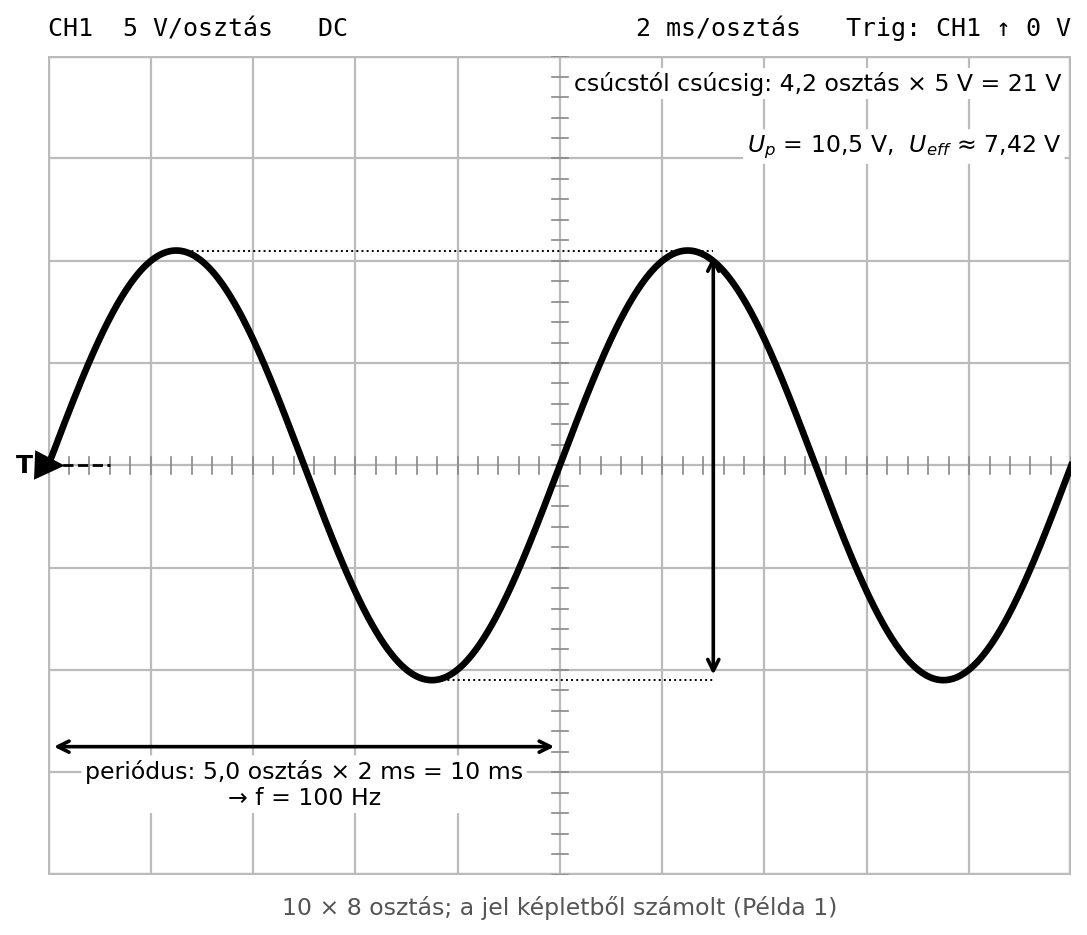 CH1  5 V/osztás   DC
2 ms/osztás   Trig: CH1 ↑ 0 V
csúcstól csúcsig: 4,2 osztás × 5 V = 21 V
Up = 10,5 V,  Ueff ≈ 7,42 V
T
periódus: 5,0 osztás × 2 ms = 10 ms
→ f = 100 Hz
10 × 8 osztás; a jel képletből számolt (Példa 1)